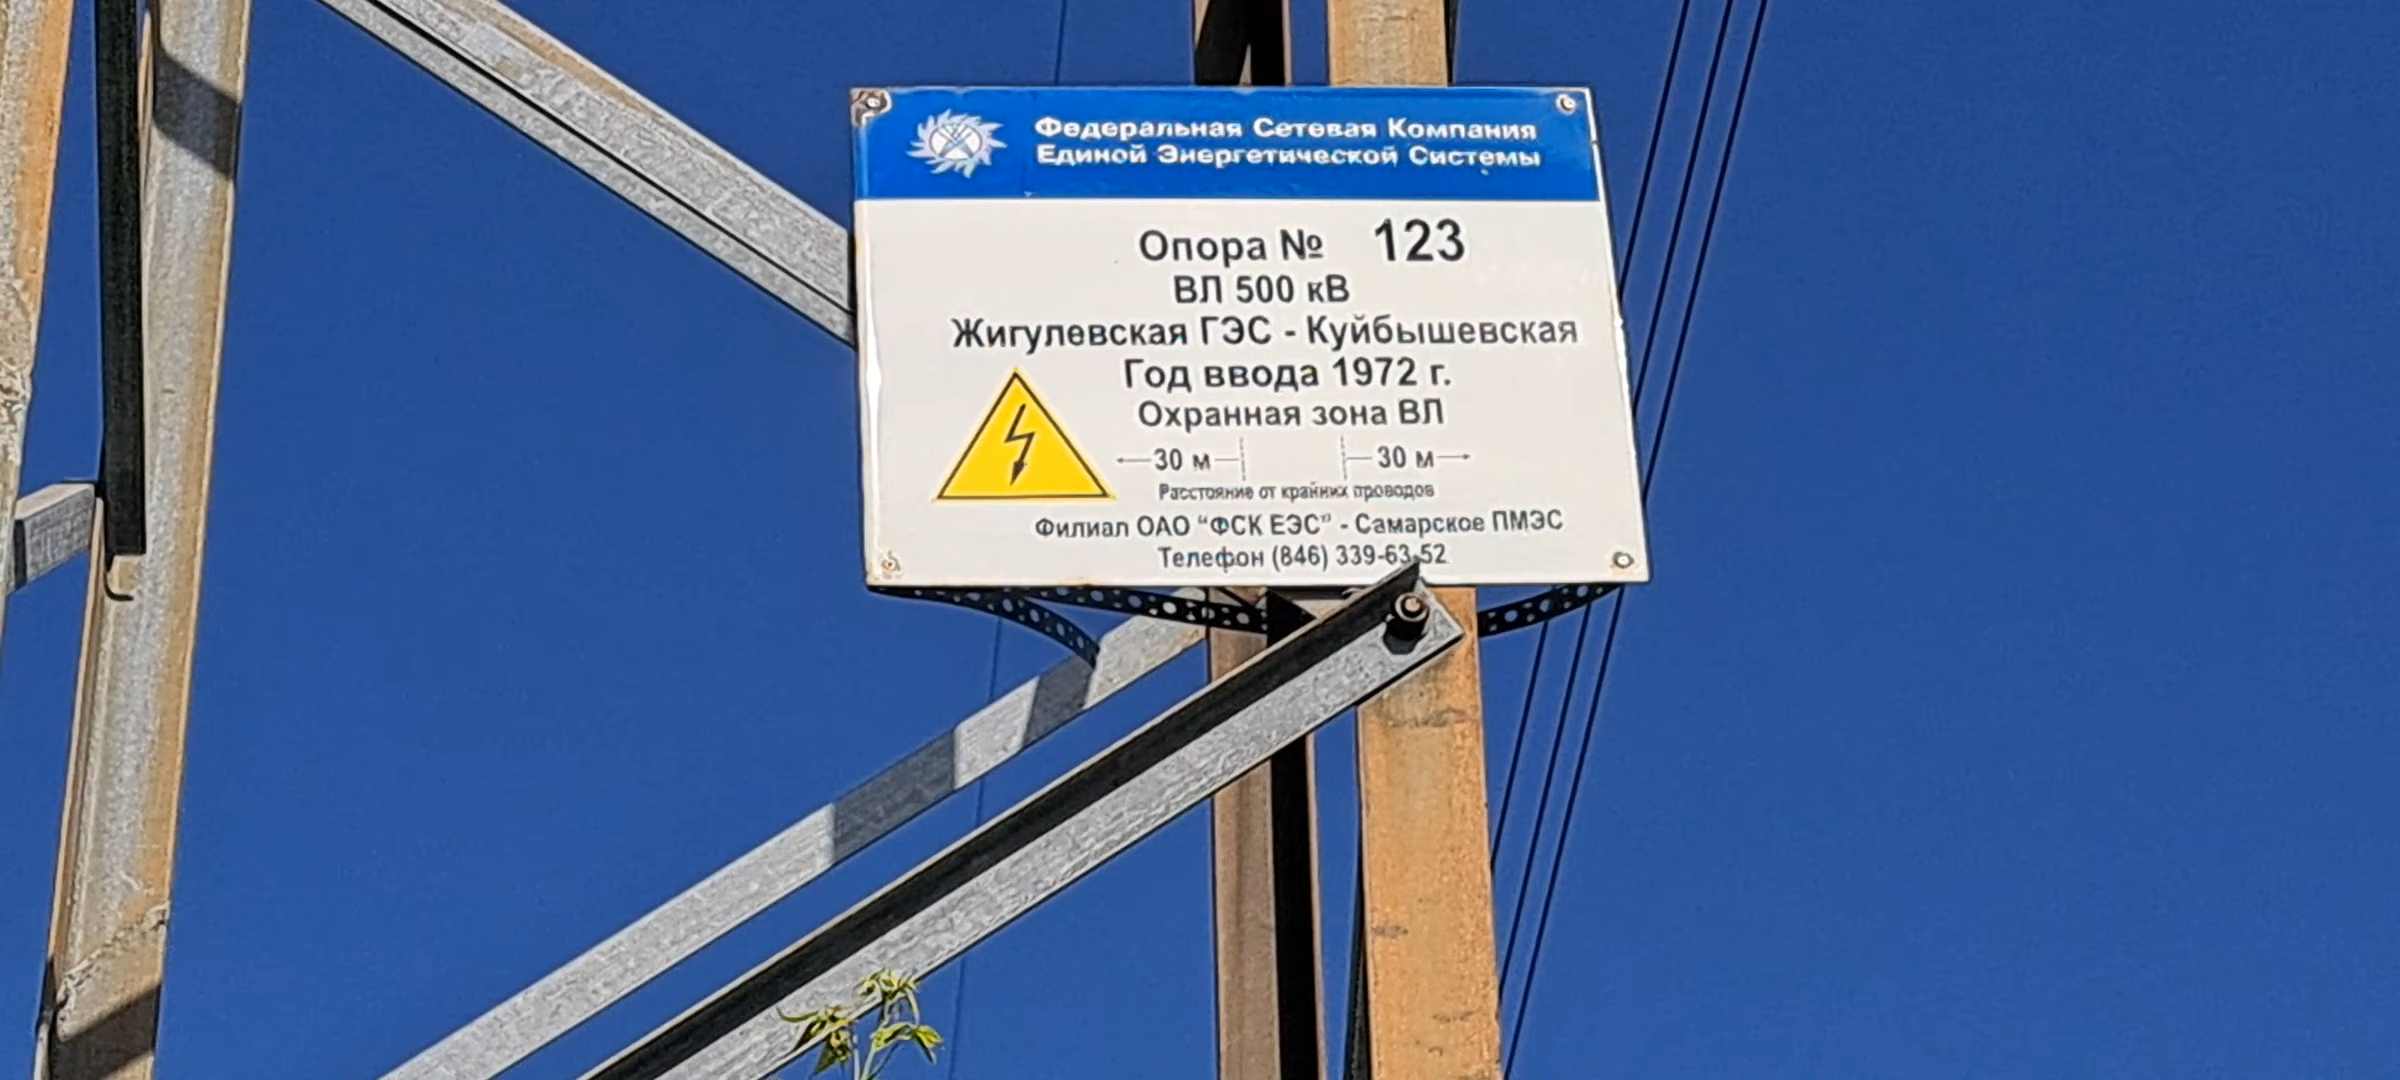 Федеральная Сетевая Компания
Единой Энергетической Системы
Опора № 123
ВЛ 500 кВ
Жигулевская ГЭС - Куйбышевская
Год ввода 1972 г.
Охранная зона ВЛ
30 м 30 м
Расстояние от крайних проводов
Филиал ОАО “ФСК ЕЭС” - Самарское ПМЭС
Телефон (846) 339-63-52